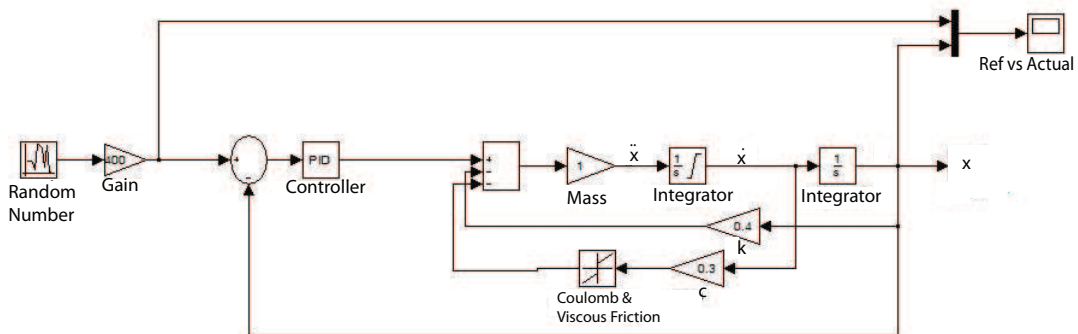 Ref vs Actual
Random
Number
400
Gain
+
-
PID
Controller
+
-
-
1
Mass
ẍ
1
s
Integrator
ẋ
1
s
Integrator
x
0.4
k
0.3
c
Coulomb &
Viscous Friction